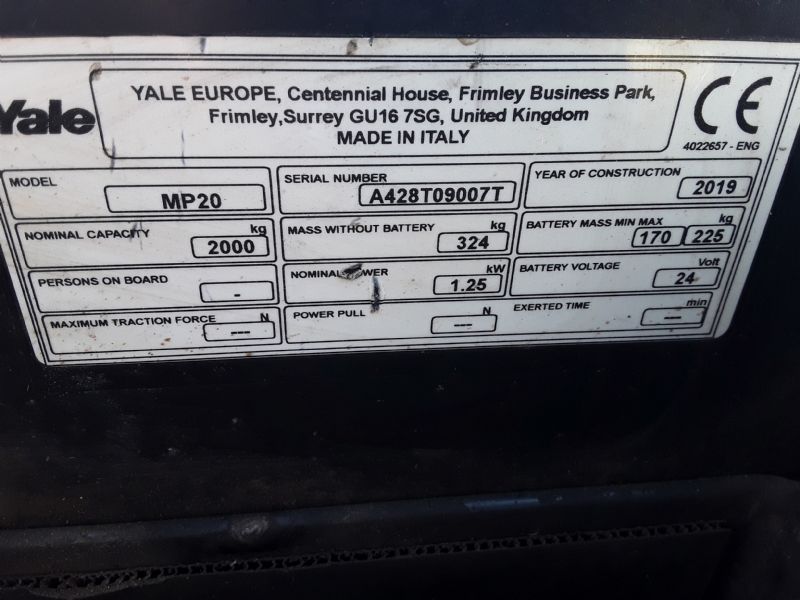 Yale
YALE EUROPE, Centennial House, Frimley Business Park,
Frimley,Surrey GU16 7SG, United Kingdom
MADE IN ITALY
4022657 - ENG
MODEL MP20
SERIAL NUMBER A428T09007T
YEAR OF CONSTRUCTION 2019
NOMINAL CAPACITY kg 2000
MASS WITHOUT BATTERY kg 324
BATTERY MASS MIN MAX kg 170 225
PERSONS ON BOARD -
NOMINAL POWER kW 1.25
BATTERY VOLTAGE Volt 24
MAXIMUM TRACTION FORCE N ---
POWER PULL N ---
EXERTED TIME min ---